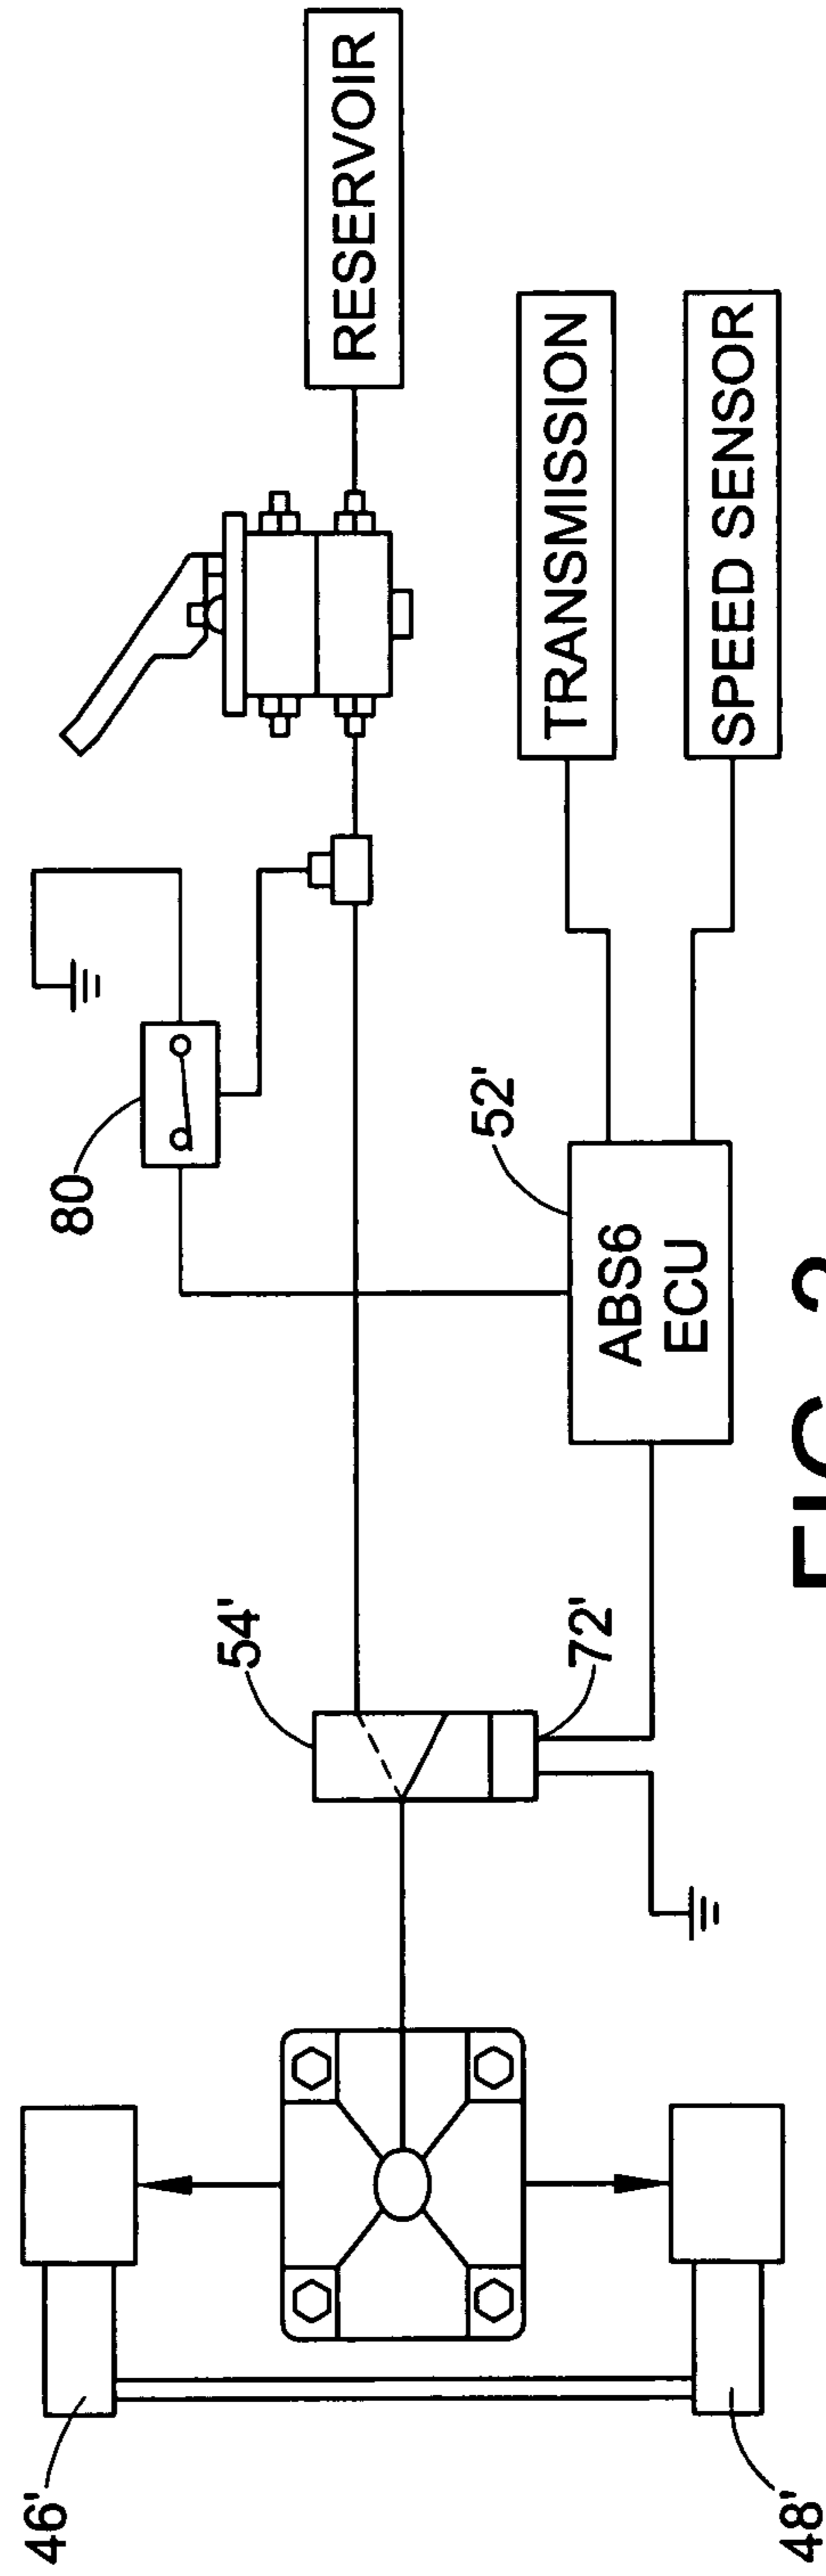 RESERVOIR
TRANSMISSION
SPEED SENSOR
80
52'
ABS6
ECU
54'
72'
46'
48'